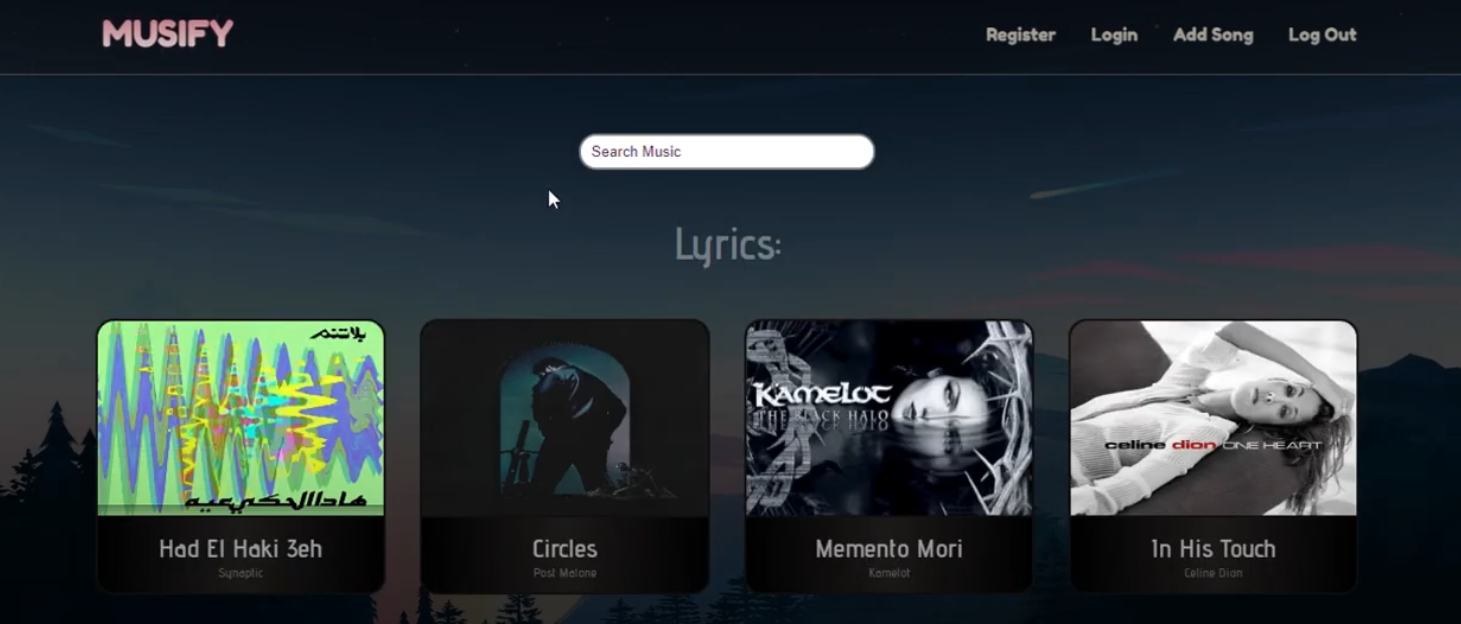 MUSIFY
Register Login Add Song Log Out
Search Music
Lyrics:
بلاتنم
هادا الحكي عيه
KAMELOT
THE BLACK HALO
celine dion ONE HEART
Had El Haki 3eh
Synaptic
Circles
Post Malone
Memento Mori
Kamelot
In His Touch
Celine Dion